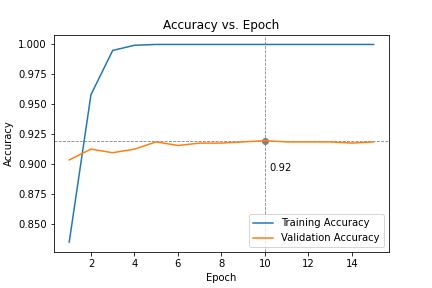 Accuracy vs. Epoch
Accuracy
1.000
0.975
0.950
0.925
0.900
0.875
0.850
0.92
Training Accuracy
Validation Accuracy
2 4 6 8 10 12 14
Epoch